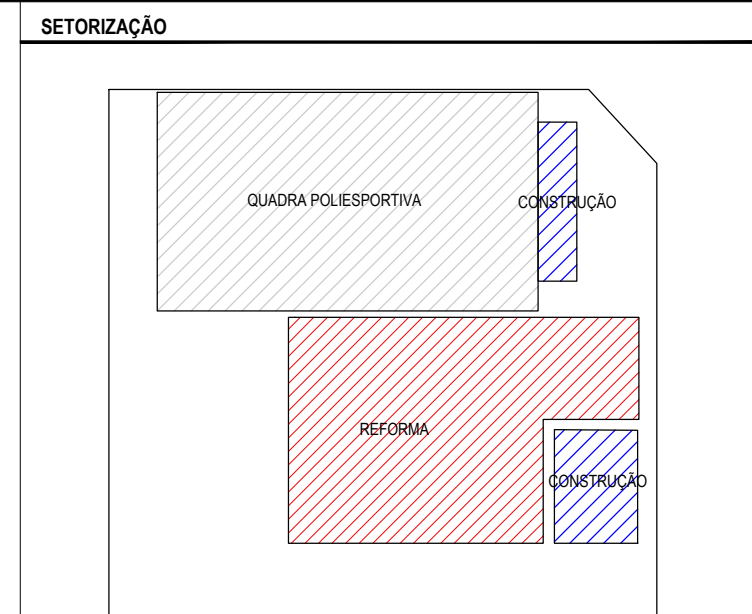 SETORIZAÇÃO
QUADRA POLIESPORTIVA
CONSTRUÇÃO
REFORMA
CONSTRUÇÃO